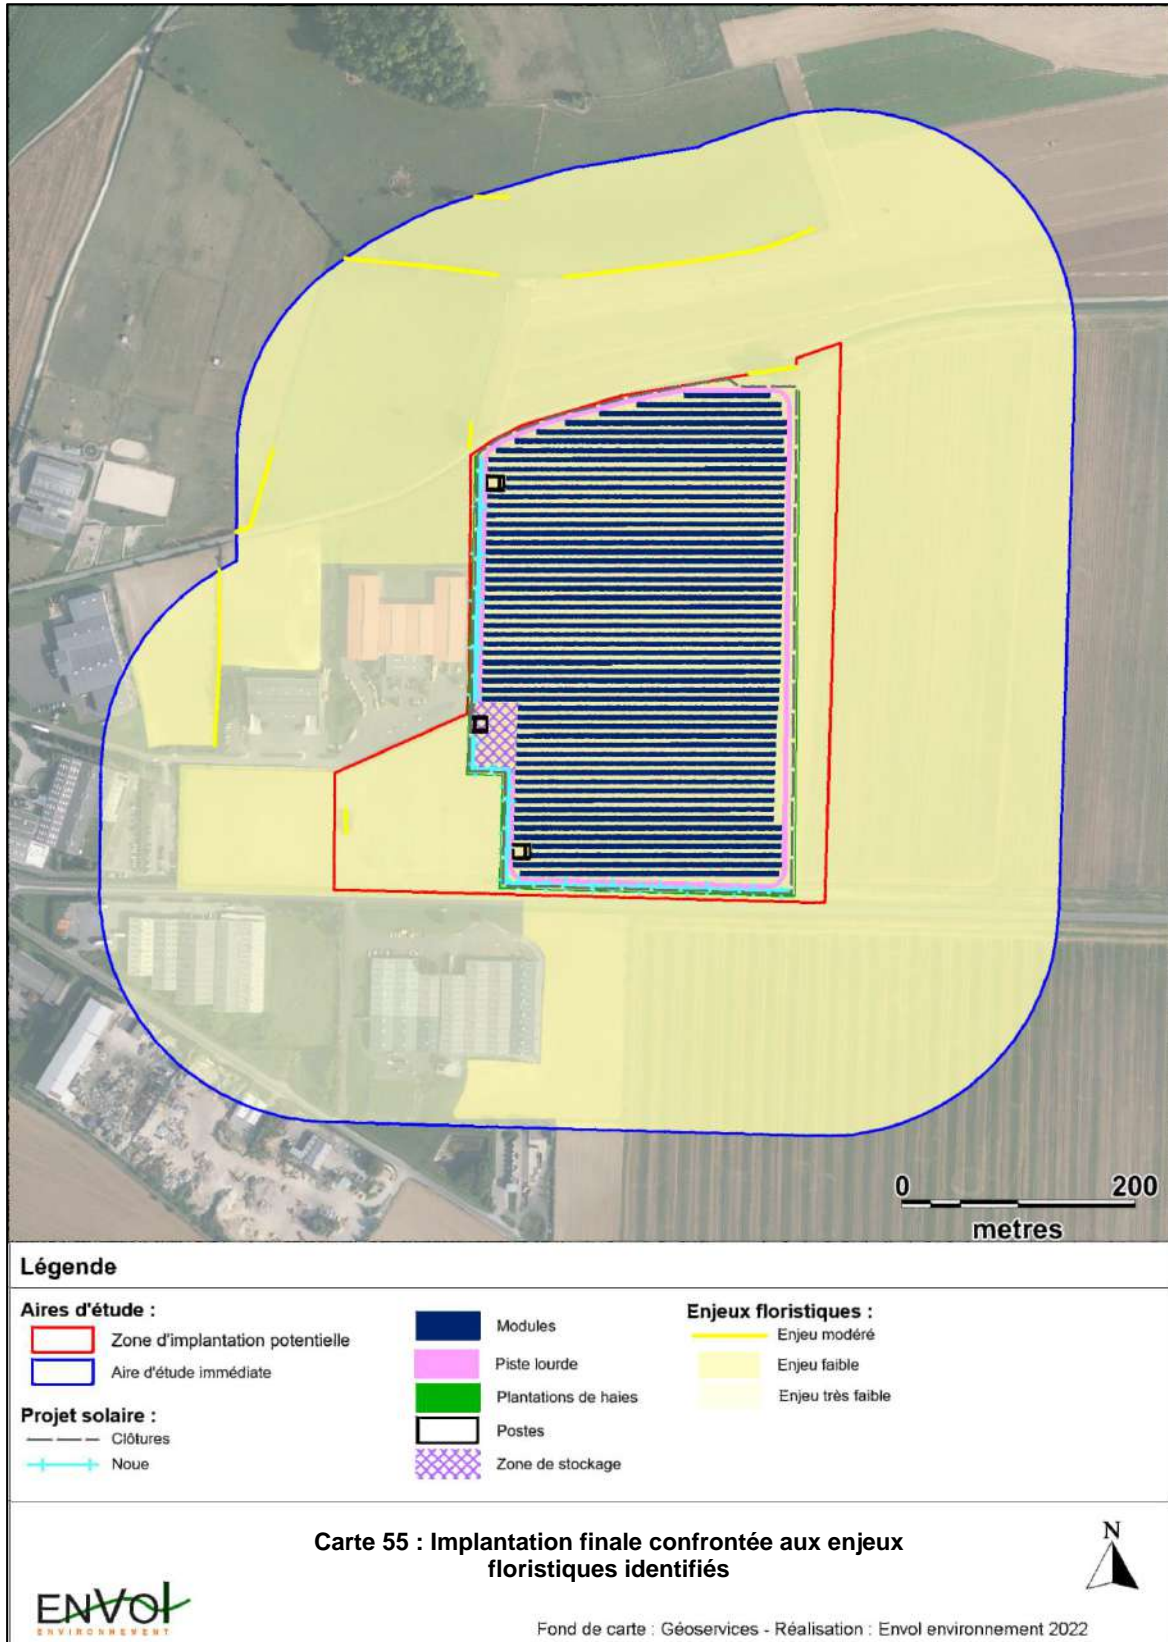 0 200
metres
Légende
Aires d'étude :
Zone d'implantation potentielle
Aire d'étude immédiate
Projet solaire :
Clôtures
Noue
Modules
Piste lourde
Plantations de haies
Postes
Zone de stockage
Enjeux floristiques :
Enjeu modéré
Enjeu faible
Enjeu très faible
Carte 55 : Implantation finale confrontée aux enjeux
floristiques identifiés
N
ENVOL
ENVIRONNEMENT
Fond de carte : Géoservices - Réalisation : Envol environnement 2022